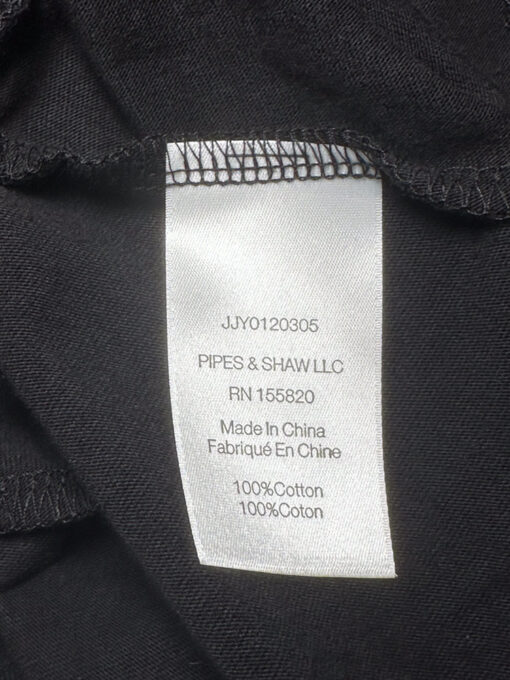 JJY0120305
PIPES & SHAW LLC
RN 155820
Made In China
Fabriqué En Chine
100%Cotton
100%Coton